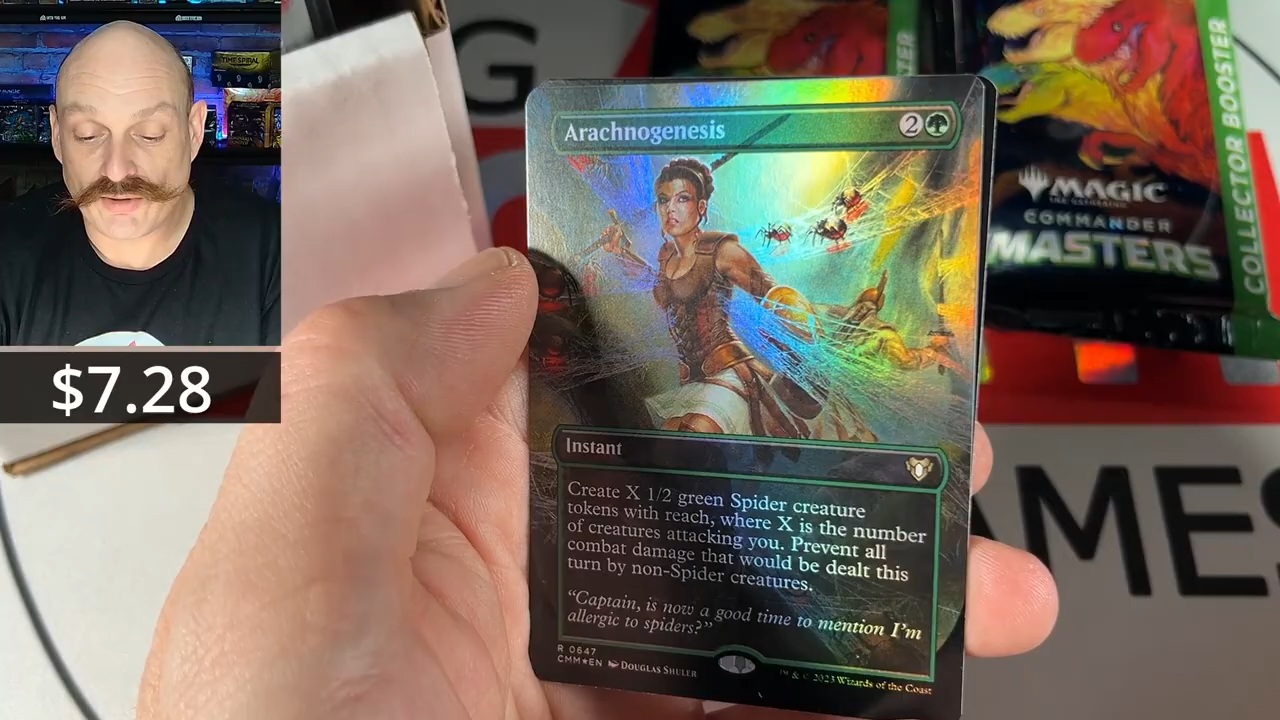 TIME SPIRAL
$7.28
G
Arachnogenesis
2
Instant
Create X 1/2 green Spider creature
tokens with reach, where X is the number
of creatures attacking you. Prevent all
combat damage that would be dealt this
turn by non-Spider creatures.
"Captain, is now a good time to mention I'm
allergic to spiders?"
R 0647
CMM★EN DOUGLAS SHULER
™ & © 2023 Wizards of the Coast
MAGIC
THE GATHERING
COMMANDER
MASTERS
COLLECTOR BOOSTER
AMES